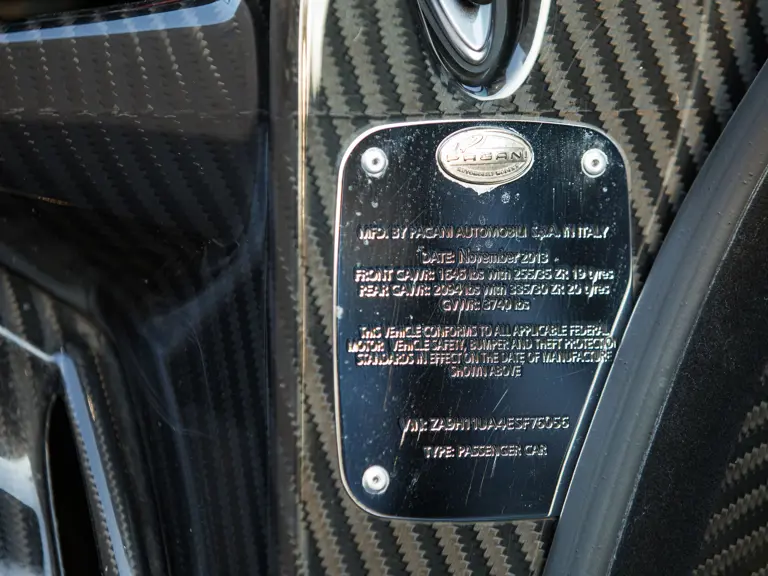 PAGANI
AUTOMOBILI MODENA
MFD. BY PAGANI AUTOMOBILI S.p.A. IN ITALY
DATE: November 2013
FRONT GAWR: 1646 lbs with 255/35 ZR 19 tyres
REAR GAWR: 2094 lbs with 335/30 ZR 20 tyres
GVWR: 3740 lbs
THIS VEHICLE CONFORMS TO ALL APPLICABLE FEDERAL
MOTOR VEHICLE SAFETY, BUMPER AND THEFT PROTECTION
STANDARDS IN EFFECT ON THE DATE OF MANUFACTURE
SHOWN ABOVE
VIN: ZA9H11UA4ESF76056
TYPE: PASSENGER CAR